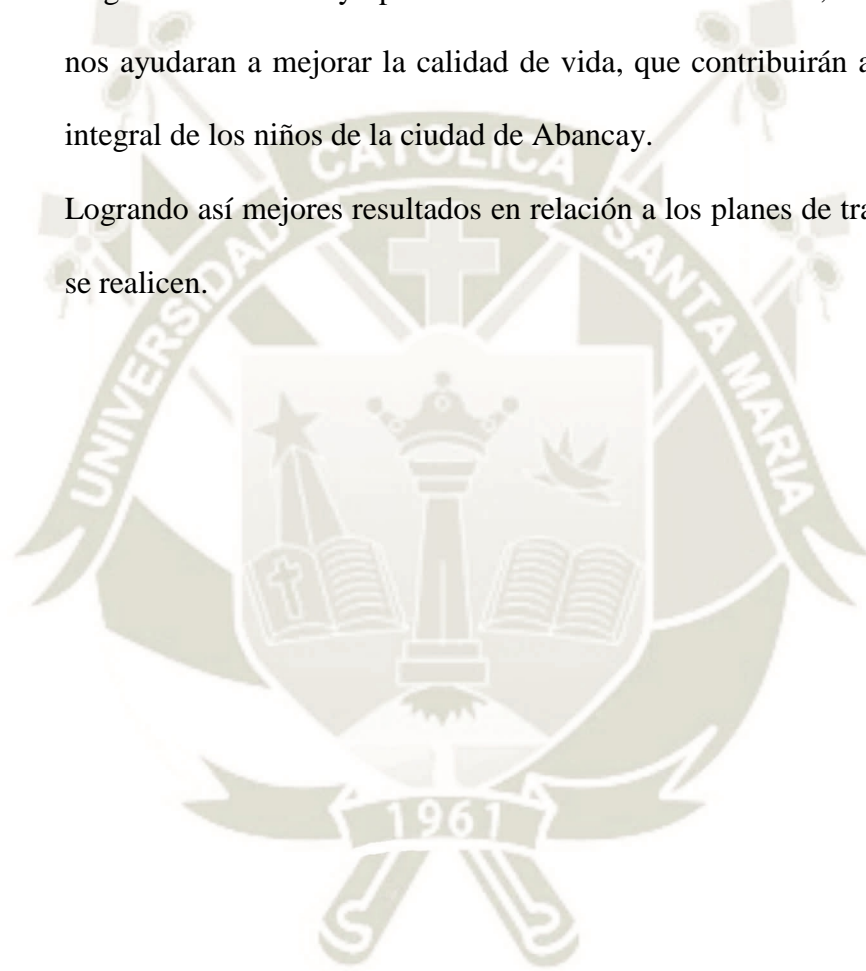 nos ayudaran a mejorar la calidad de vida, que contribuirán a
integral de los niños de la ciudad de Abancay.
Logrando así mejores resultados en relación a los planes de tra
se realicen.
UNIVERSIDAD CATOLICA SANTA MARIA
1961